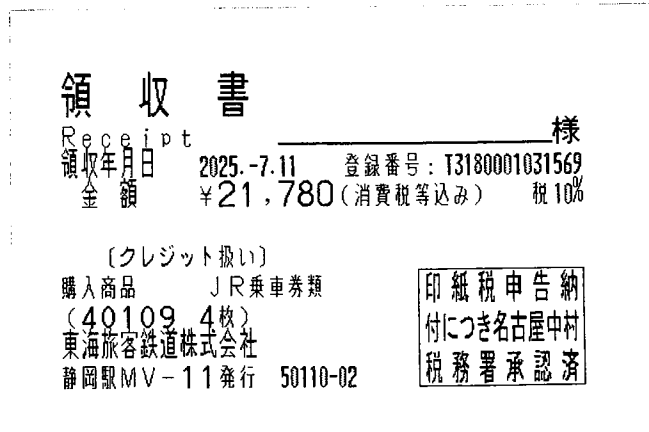 領収書
Receipt 様
領収年月日 2025.-7.11 登録番号:T3180001031569
金額 ¥21,780(消費税等込み) 税10%
〔クレジット扱い〕
購入商品 JR乗車券類
(40109 4枚)
東海旅客鉄道株式会社
静岡駅MV-11発行 50110-02
印紙税申告納
付につき名古屋中村
税務署承認済